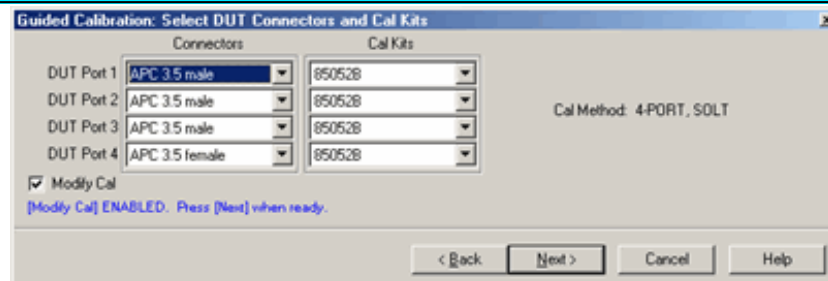 Guided Calibration: Select DUT Connectors and Cal Kits
Connectors Cal Kits
DUT Port 1 APC 3.5 male 85052B
DUT Port 2 APC 3.5 male 85052B
DUT Port 3 APC 3.5 male 85052B
DUT Port 4 APC 3.5 female 85052B
Cal Method: 4-PORT, SOLT
Modify Cal
[Modify Cal] ENABLED. Press [Next] when ready.
< Back Next > Cancel Help